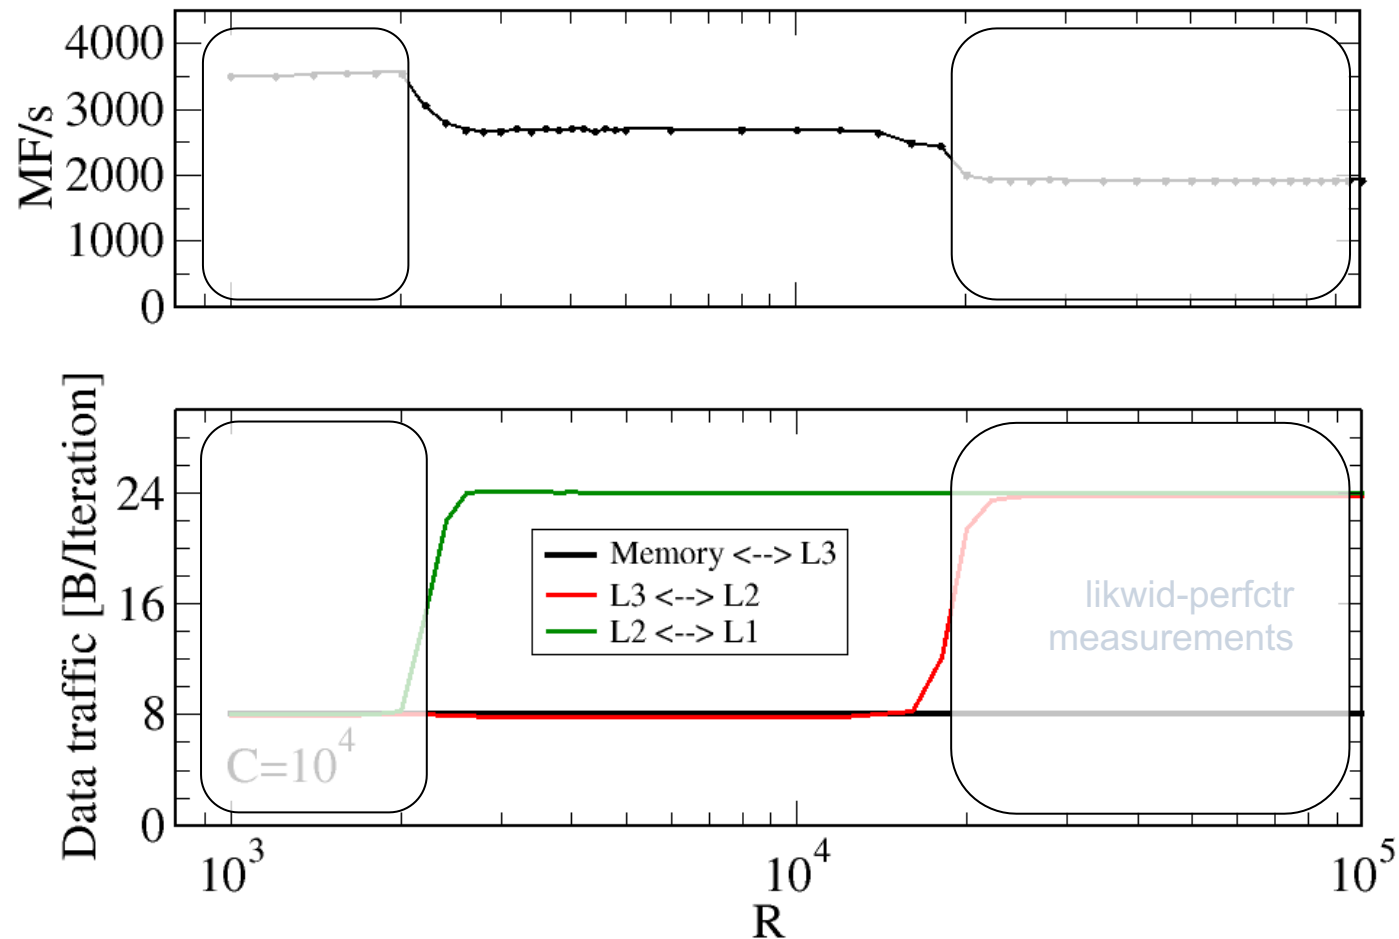 4000
3000
2000
1000
0
MF/s
24
16
8
0
Data traffic [B/Iteration]
Memory <--> L3
L3 <--> L2
L2 <--> L1
likwid-perfctr
measurements
C=10^4
10^3
10^4
10^5
R